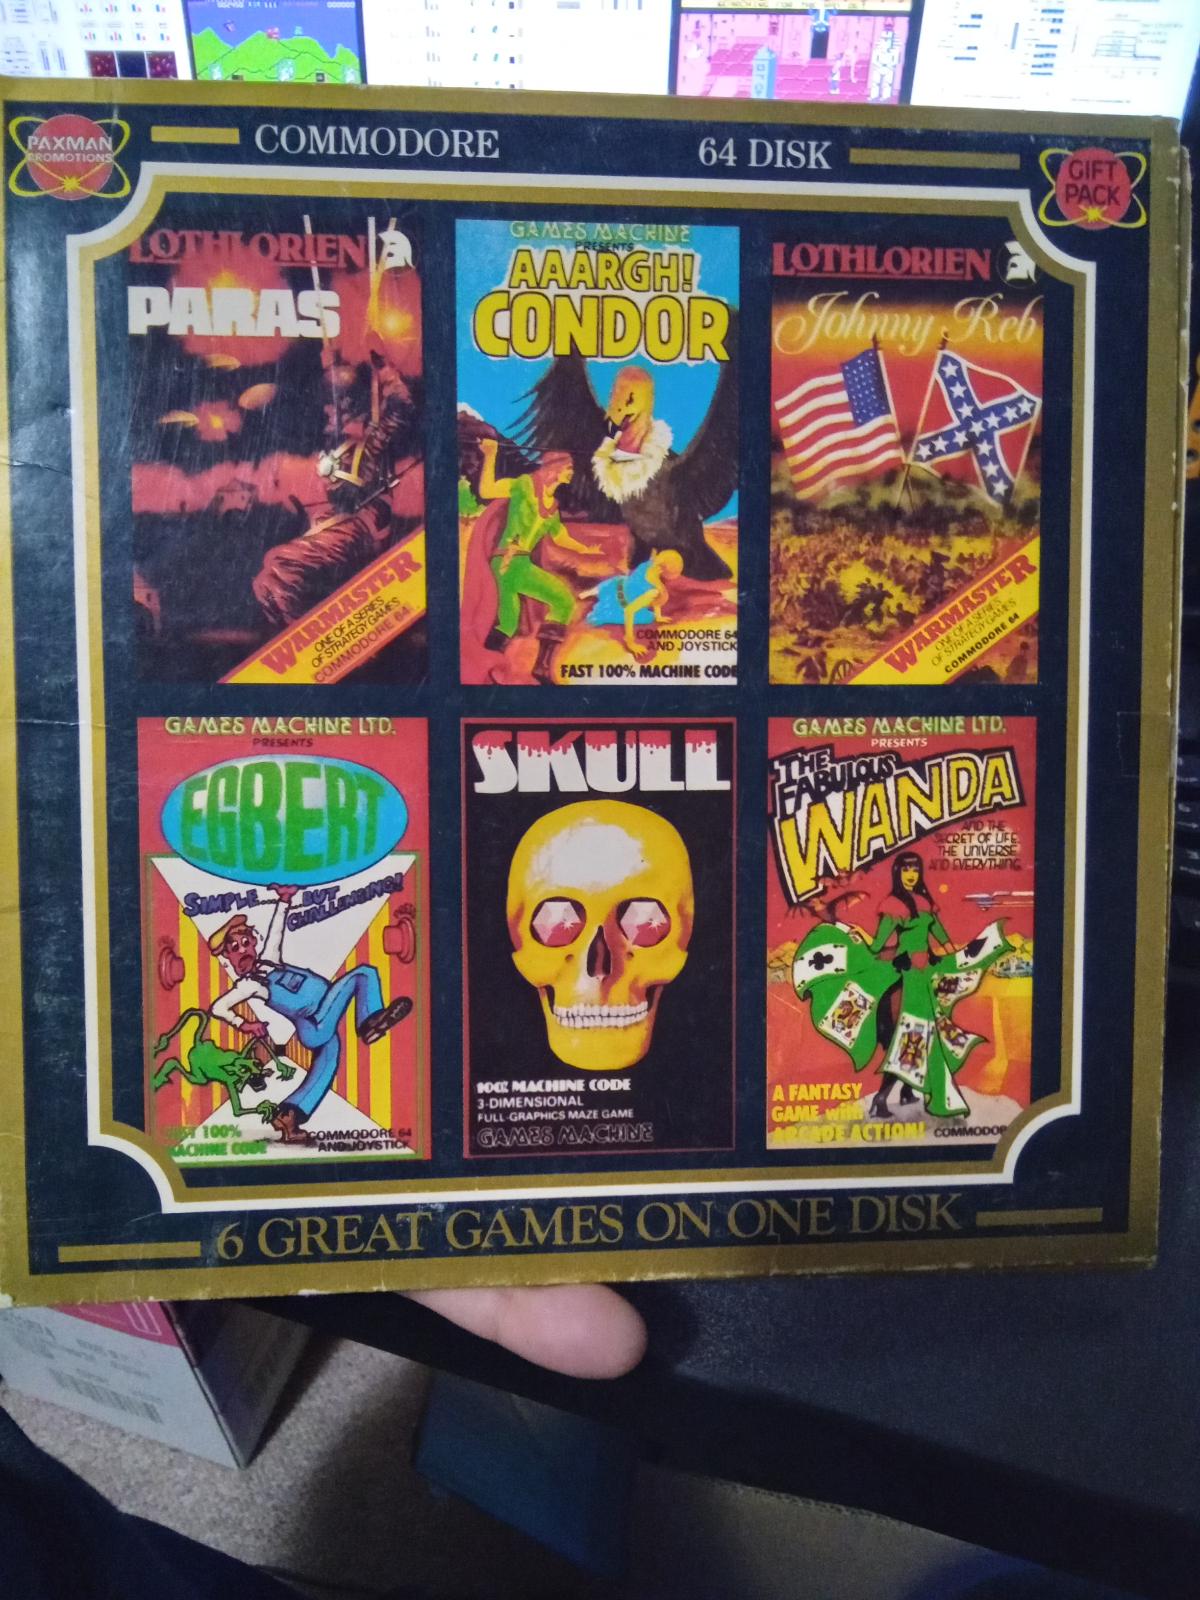 PAXMAN
PROMOTIONS
COMMODORE
64 DISK
GIFT
PACK
LOTHLORIEN
PARAS
WARMASTER
ONE OF A SERIES
OF STRATEGY GAMES
COMMODORE 64
GAMES MACHINE
PRESENTS
AAARGH!
CONDOR
COMMODORE 64
AND JOYSTICK
FAST 100% MACHINE CODE
LOTHLORIEN
Johnny Reb
WARMASTER
ONE OF A SERIES
OF STRATEGY GAMES
COMMODORE 64
GAMES MACHINE LTD.
PRESENTS
EGBERT
SIMPLE.... ...BUT
CHALLENGING!
FAST 100%
MACHINE CODE
COMMODORE 64
AND JOYSTICK
SKULL
100% MACHINE CODE
3-DIMENSIONAL
FULL-GRAPHICS MAZE GAME
GAMES MACHINE
GAMES MACHINE LTD.
PRESENTS
THE
FABULOUS
WANDA
AND THE
SECRET OF LIFE,
THE UNIVERSE
AND EVERYTHING
A FANTASY
GAME with
ARCADE ACTION!
COMMODOR
6 GREAT GAMES ON ONE DISK